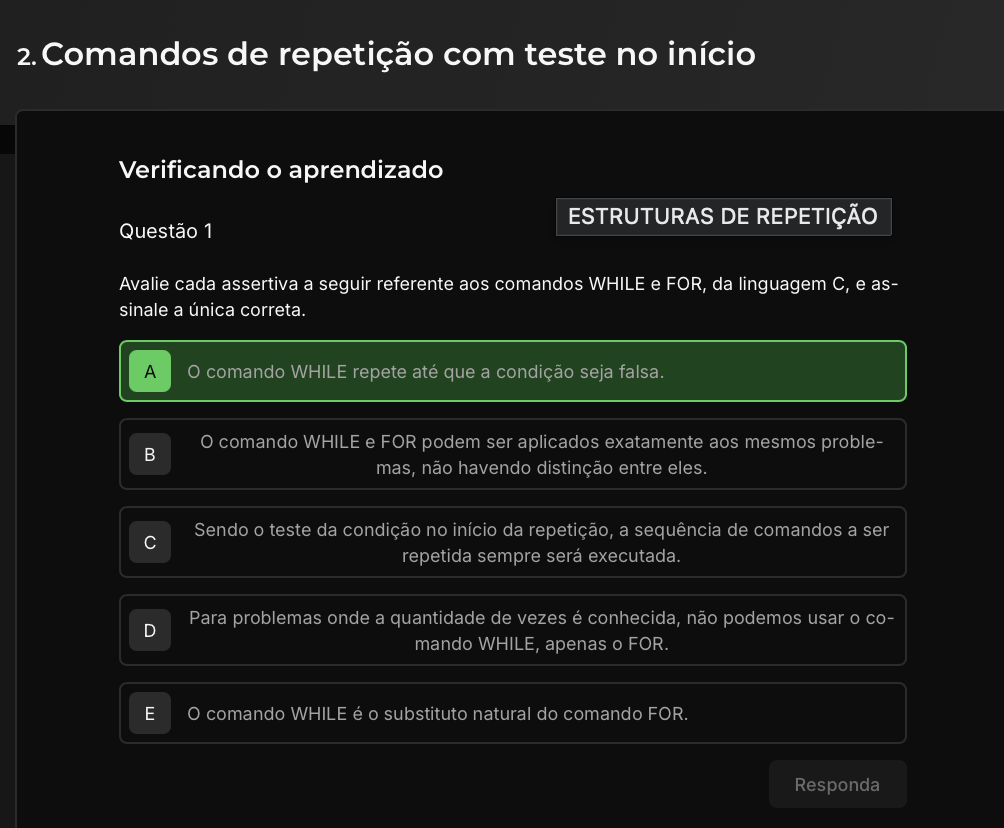 2. Comandos de repetição com teste no início
Verificando o aprendizado
ESTRUTURAS DE REPETIÇÃO
Questão 1
Avalie cada assertiva a seguir referente aos comandos WHILE e FOR, da linguagem C, e as-
sinale a única correta.
A O comando WHILE repete até que a condição seja falsa.
B O comando WHILE e FOR podem ser aplicados exatamente aos mesmos proble-
mas, não havendo distinção entre eles.
C Sendo o teste da condição no início da repetição, a sequência de comandos a ser
repetida sempre será executada.
D Para problemas onde a quantidade de vezes é conhecida, não podemos usar o co-
mando WHILE, apenas o FOR.
E O comando WHILE é o substituto natural do comando FOR.
Responda